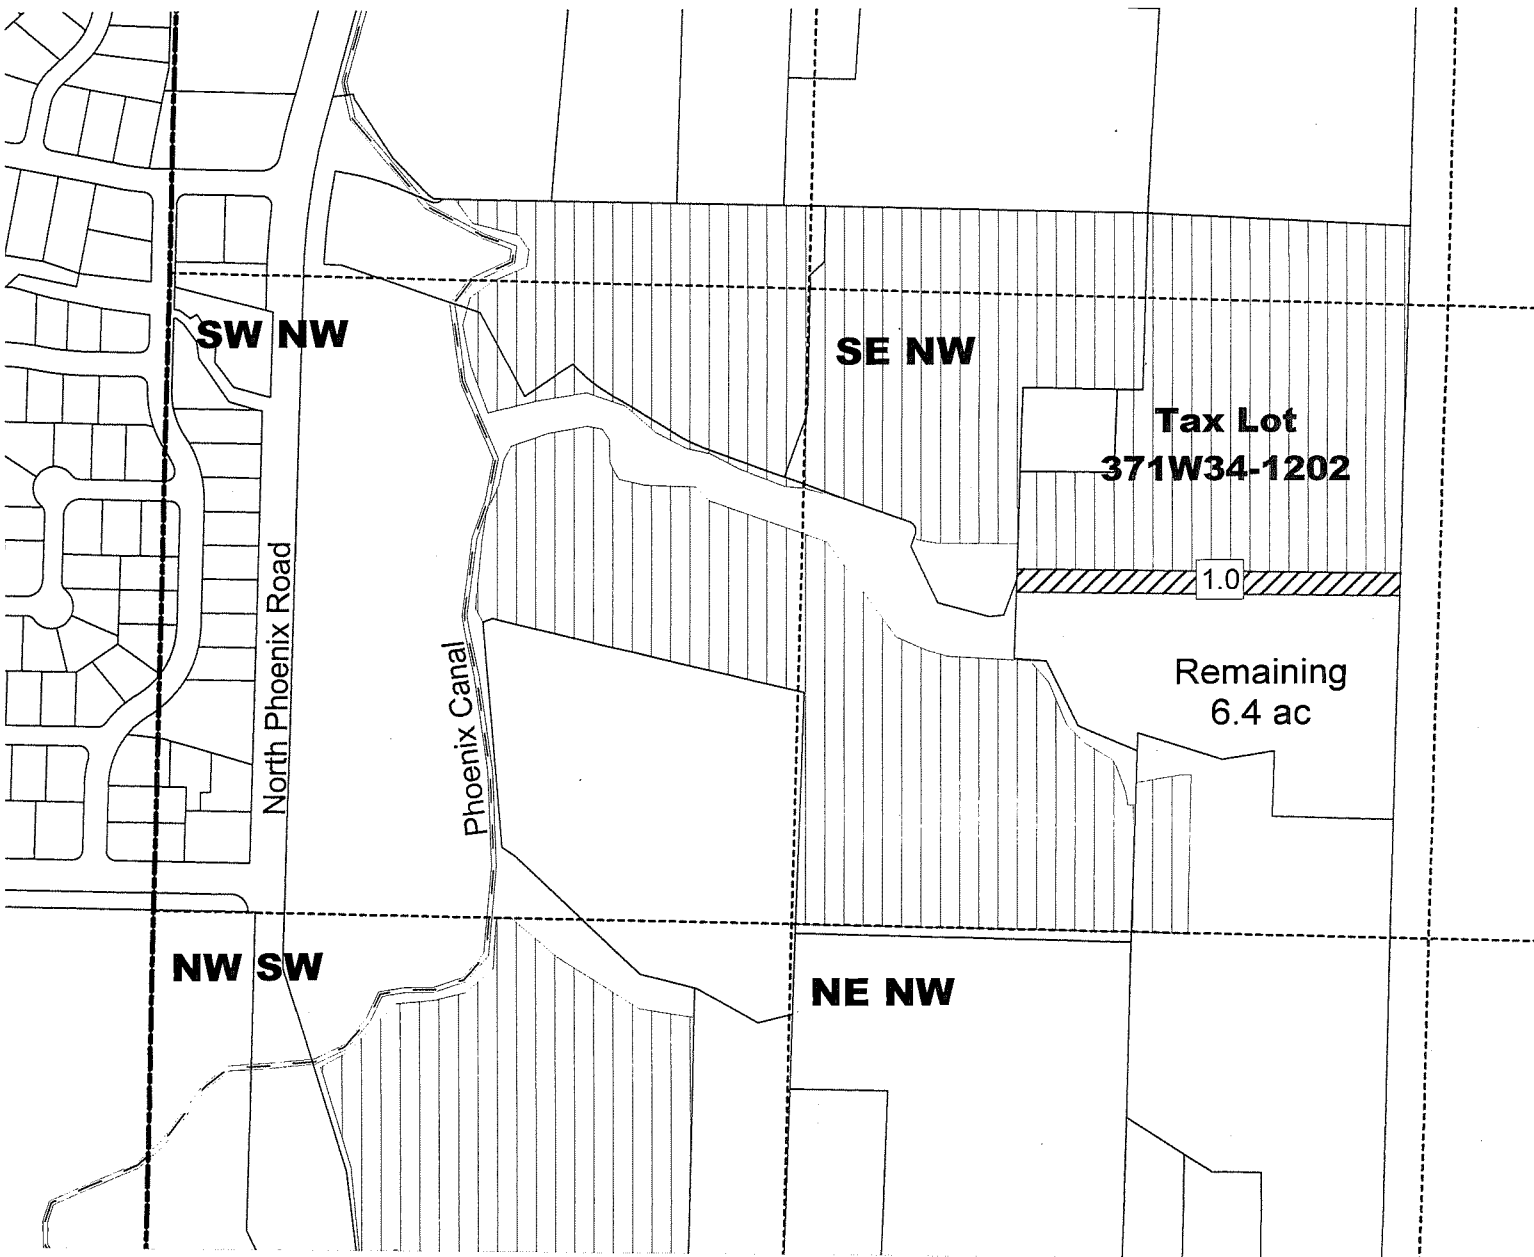 SW NW
SE NW
Tax Lot
371W34-1202
1.0
North Phoenix Road
Phoenix Canal
Remaining
6.4 ac
NW SW
NE NW